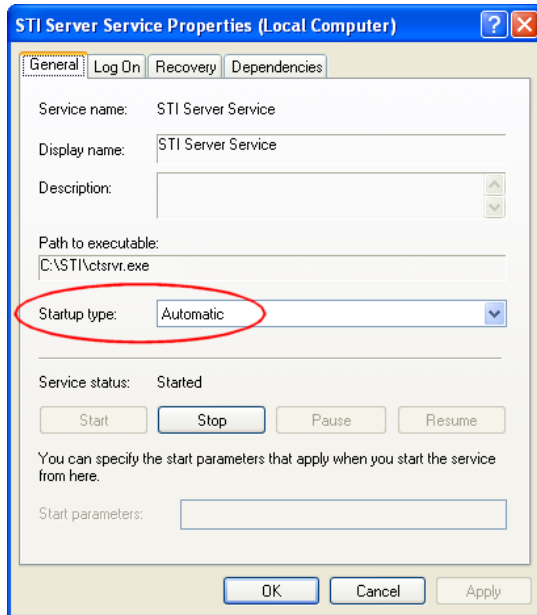 STI Server Service Properties (Local Computer)
General Log On Recovery Dependencies
Service name: STI Server Service
Display name: STI Server Service
Description:
Path to executable:
C:\STI\ctsrvr.exe
Startup type: Automatic
Service status: Started
Start Stop Pause Resume
You can specify the start parameters that apply when you start the service
from here.
Start parameters:
OK Cancel Apply